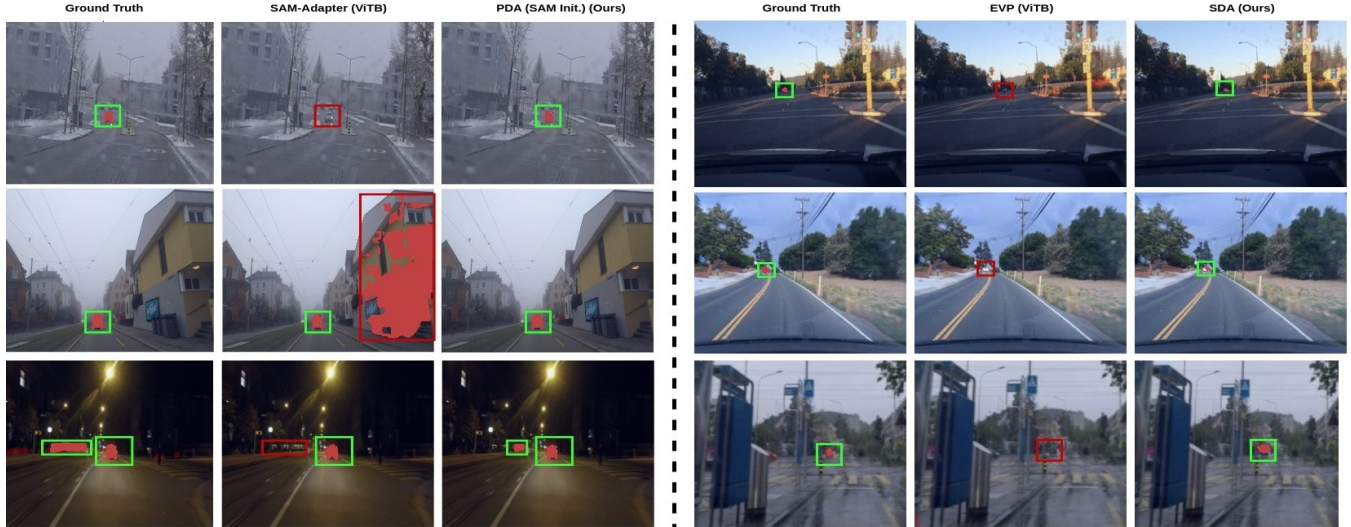 Ground Truth
SAM-Adapter (ViTB)
PDA (SAM Init.) (Ours)
Ground Truth
EVP (ViTB)
SDA (Ours)